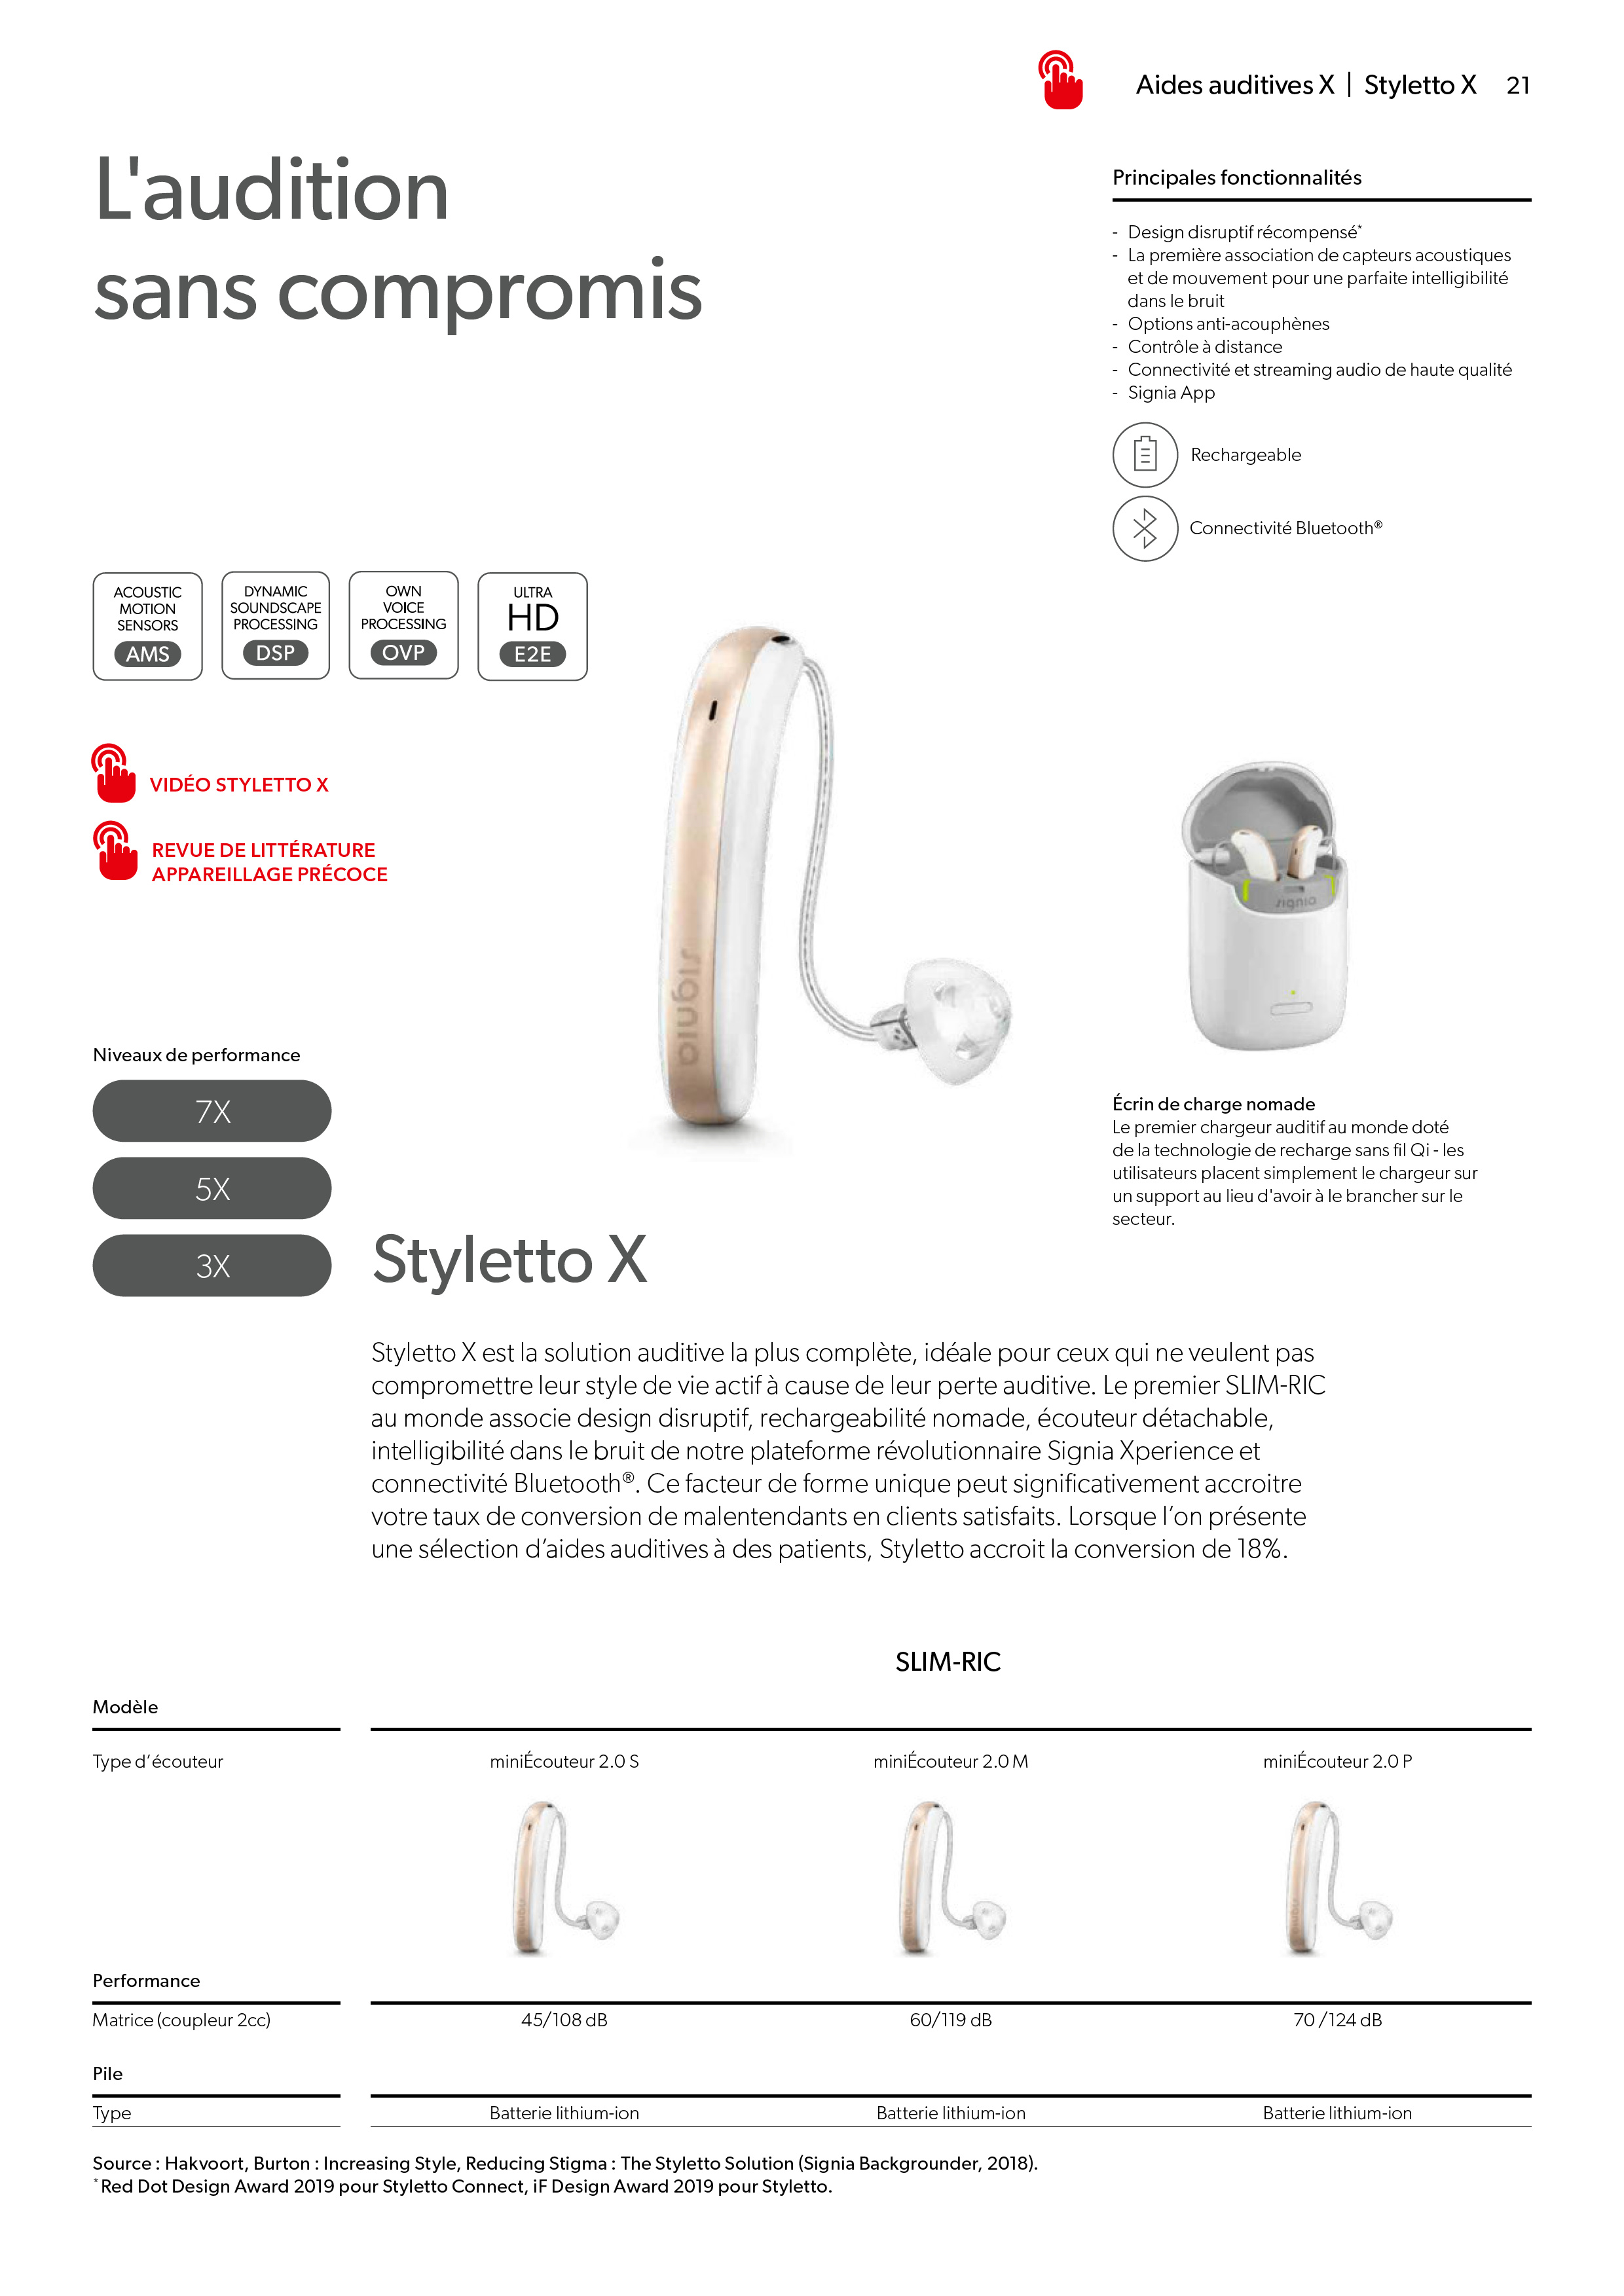 Aides auditives X | Styletto X 21
L'audition
sans compromis
Principales fonctionnalités
- Design disruptif récompensé*
- La première association de capteurs acoustiques
et de mouvement pour une parfaite intelligibilité
dans le bruit
- Options anti-acouphènes
- Contrôle à distance
- Connectivité et streaming audio de haute qualité
- Signia App
Rechargeable
Connectivité Bluetooth®
ACOUSTIC
MOTION
SENSORS
AMS
DYNAMIC
SOUNDSCAPE
PROCESSING
DSP
OWN
VOICE
PROCESSING
OVP
ULTRA
HD
E2E
VIDÉO STYLETTO X
REVUE DE LITTÉRATURE
APPAREILLAGE PRÉCOCE
signia
signia
Niveaux de performance
7X
5X
3X
Écrin de charge nomade
Le premier chargeur auditif au monde doté
de la technologie de recharge sans fil Qi - les
utilisateurs placent simplement le chargeur sur
un support au lieu d'avoir à le brancher sur le
secteur.
Styletto X
Styletto X est la solution auditive la plus complète, idéale pour ceux qui ne veulent pas
compromettre leur style de vie actif à cause de leur perte auditive. Le premier SLIM-RIC
au monde associe design disruptif, rechargeabilité nomade, écouteur détachable,
intelligibilité dans le bruit de notre plateforme révolutionnaire Signia Xperience et
connectivité Bluetooth®. Ce facteur de forme unique peut significativement accroitre
votre taux de conversion de malentendants en clients satisfaits. Lorsque l’on présente
une sélection d’aides auditives à des patients, Styletto accroit la conversion de 18%.
SLIM-RIC
Modèle
Type d’écouteur miniÉcouteur 2.0 S miniÉcouteur 2.0 M miniÉcouteur 2.0 P
signia signia signia
Performance
Matrice (coupleur 2cc) 45/108 dB 60/119 dB 70 /124 dB
Pile
Type Batterie lithium-ion Batterie lithium-ion Batterie lithium-ion
Source : Hakvoort, Burton : Increasing Style, Reducing Stigma : The Styletto Solution (Signia Backgrounder, 2018).
* Red Dot Design Award 2019 pour Styletto Connect, iF Design Award 2019 pour Styletto.